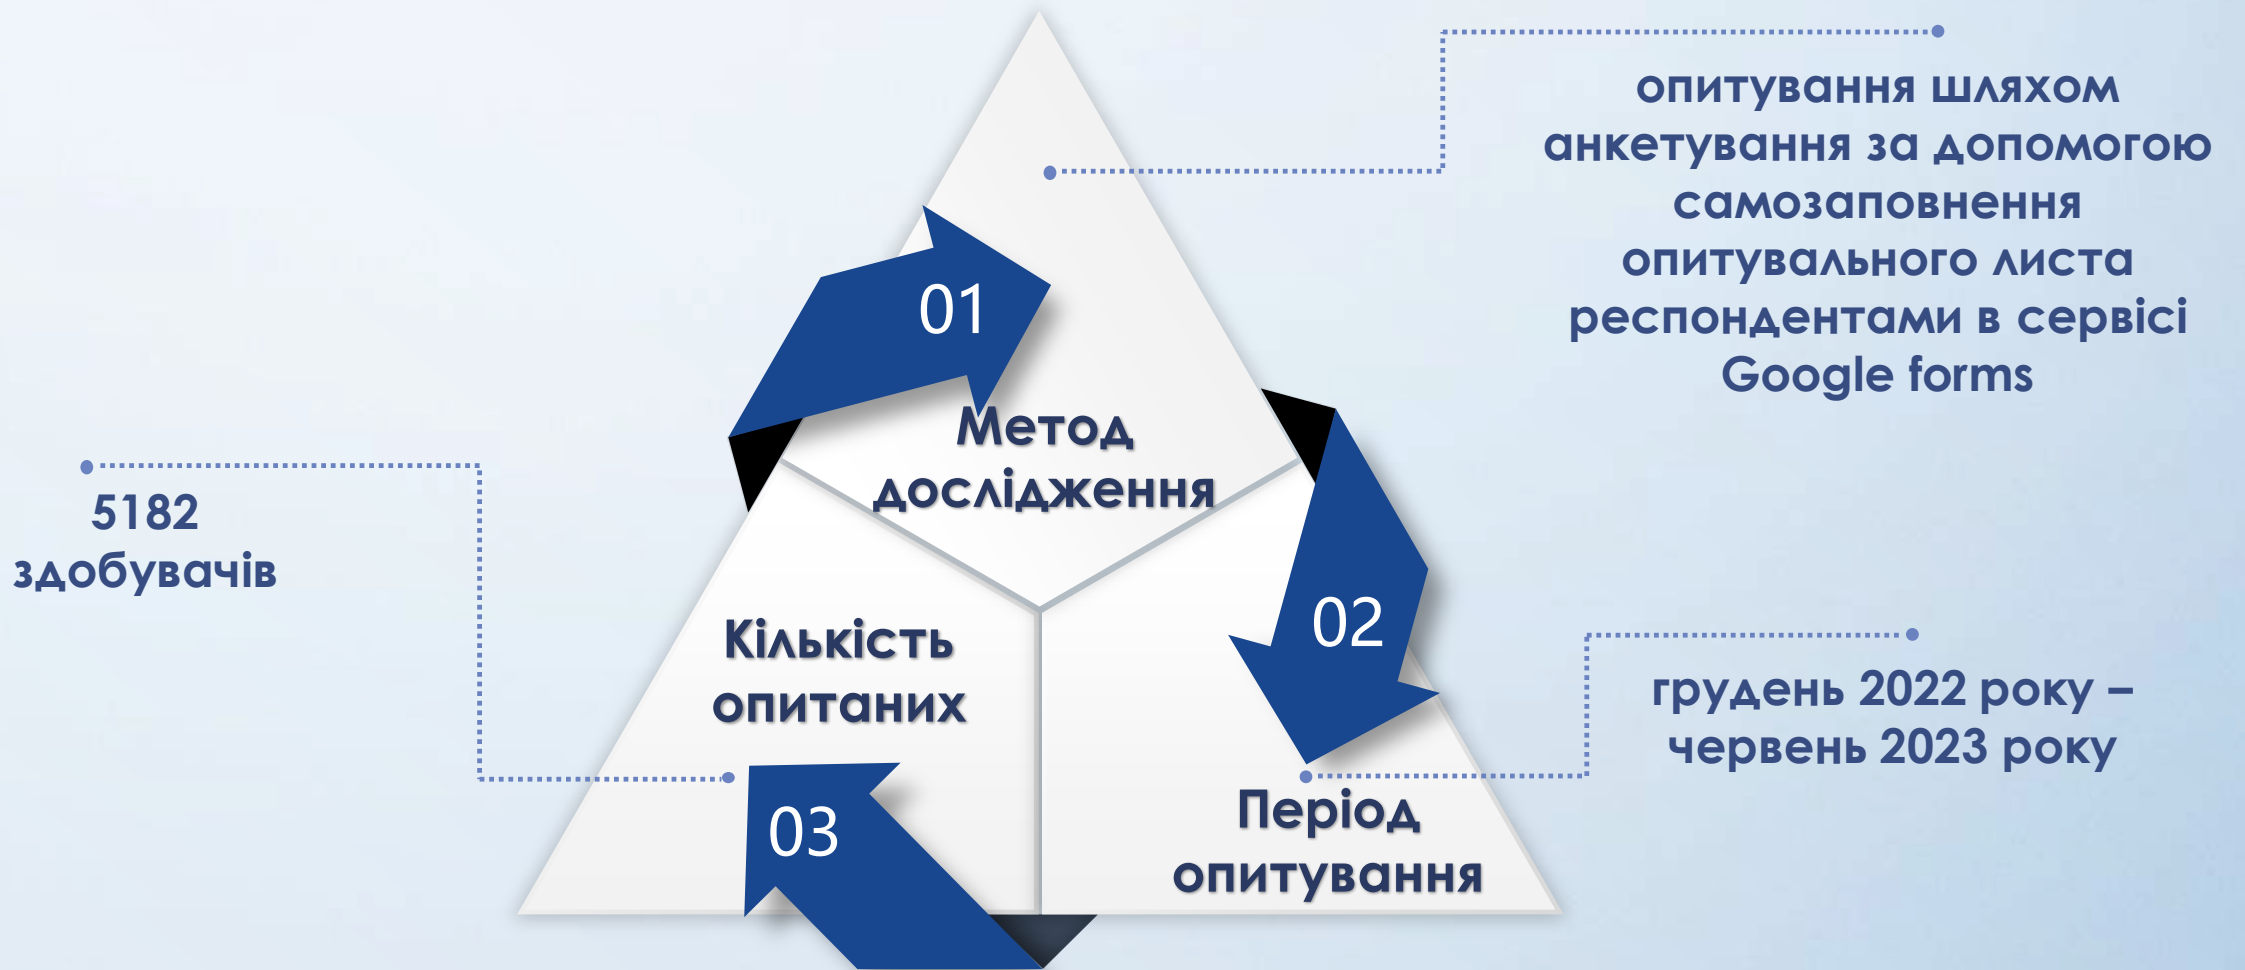 опитування шляхом
анкетування за допомогою
самозаповнення
опитувального листа
респондентами в сервісі
Google forms
01
Метод
дослідження
02
Період
опитування
грудень 2022 року –
червень 2023 року
03
Кількість
опитаних
5182
здобувачів